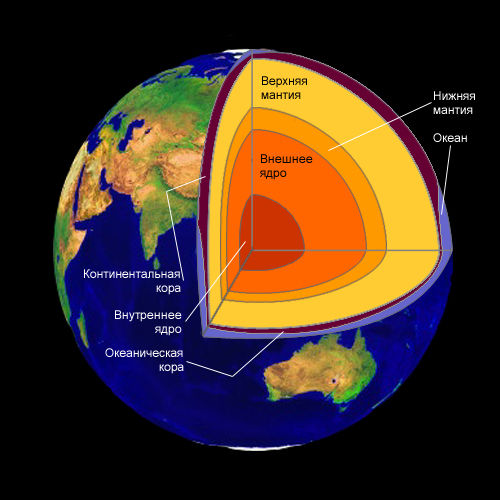 Верхняя
мантия
Нижняя
мантия
Океан
Внешнее
ядро
Континентальная
кора
Внутреннее
ядро
Океаническая
кора